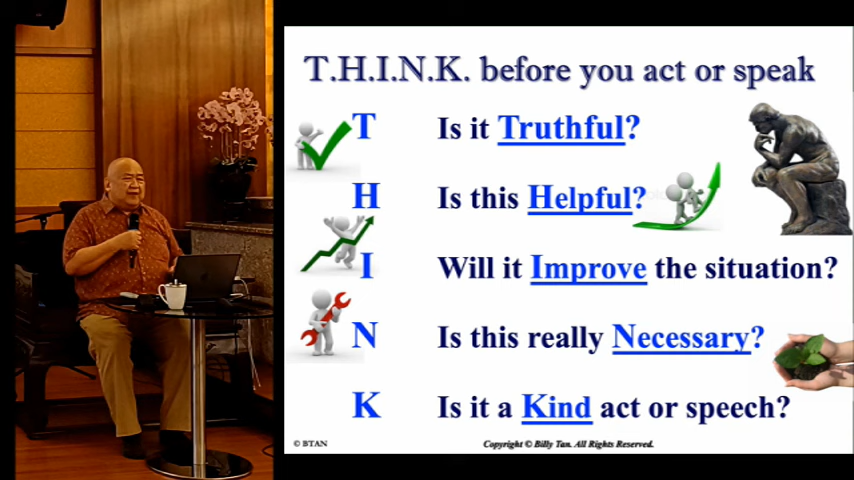 T.H.I.N.K. before you act or speak
T Is it Truthful?
H Is this Helpful?
I Will it Improve the situation?
N Is this really Necessary?
K Is it a Kind act or speech?
© BTAN Copyright © Billy Tan. All Rights Reserved.